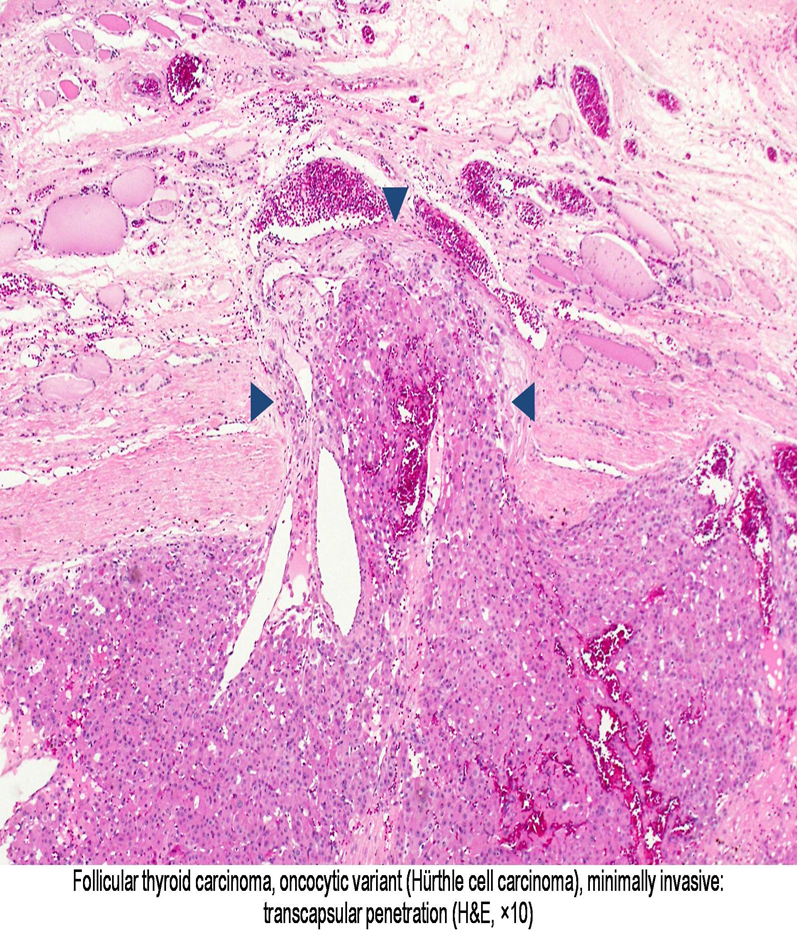 Follicular thyroid carcinoma, oncocytic variant (Hürthle cell carcinoma), minimally invasive:
transcapsular penetration (H&E, ×10)